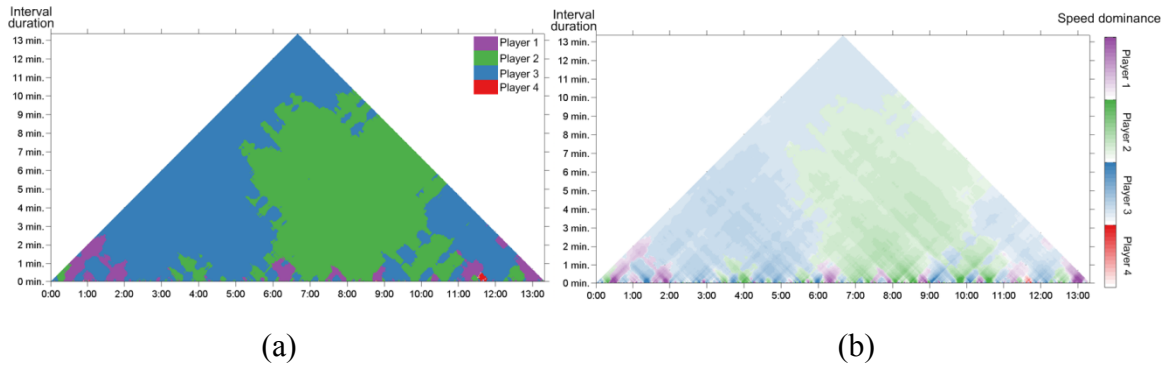 Interval
duration
13 min.
12 min.
11 min.
10 min.
9 min.
8 min.
7 min.
6 min.
5 min.
4 min.
3 min.
2 min.
1 min.
0 min.
0:00 1:00 2:00 3:00 4:00 5:00 6:00 7:00 8:00 9:00 10:00 11:00 12:00 13:00
Player 1
Player 2
Player 3
Player 4
(a)
Interval
duration
13 min.
12 min.
11 min.
10 min.
9 min.
8 min.
7 min.
6 min.
5 min.
4 min.
3 min.
2 min.
1 min.
0 min.
0:00 1:00 2:00 3:00 4:00 5:00 6:00 7:00 8:00 9:00 10:00 11:00 12:00 13:00
Speed dominance
Player 1
Player 2
Player 3
Player 4
(b)